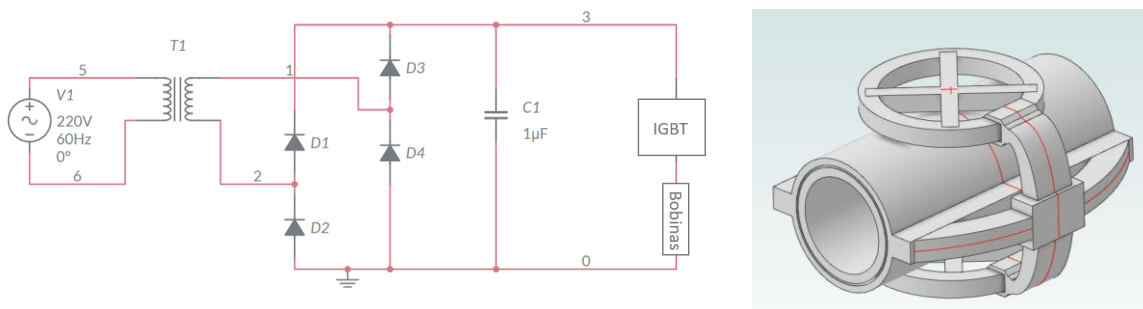 3
T1
5
1
D3
V1
220V
60Hz
0°
C1
1µF
IGBT
D1
D4
6
2
Bobinas
D2
0